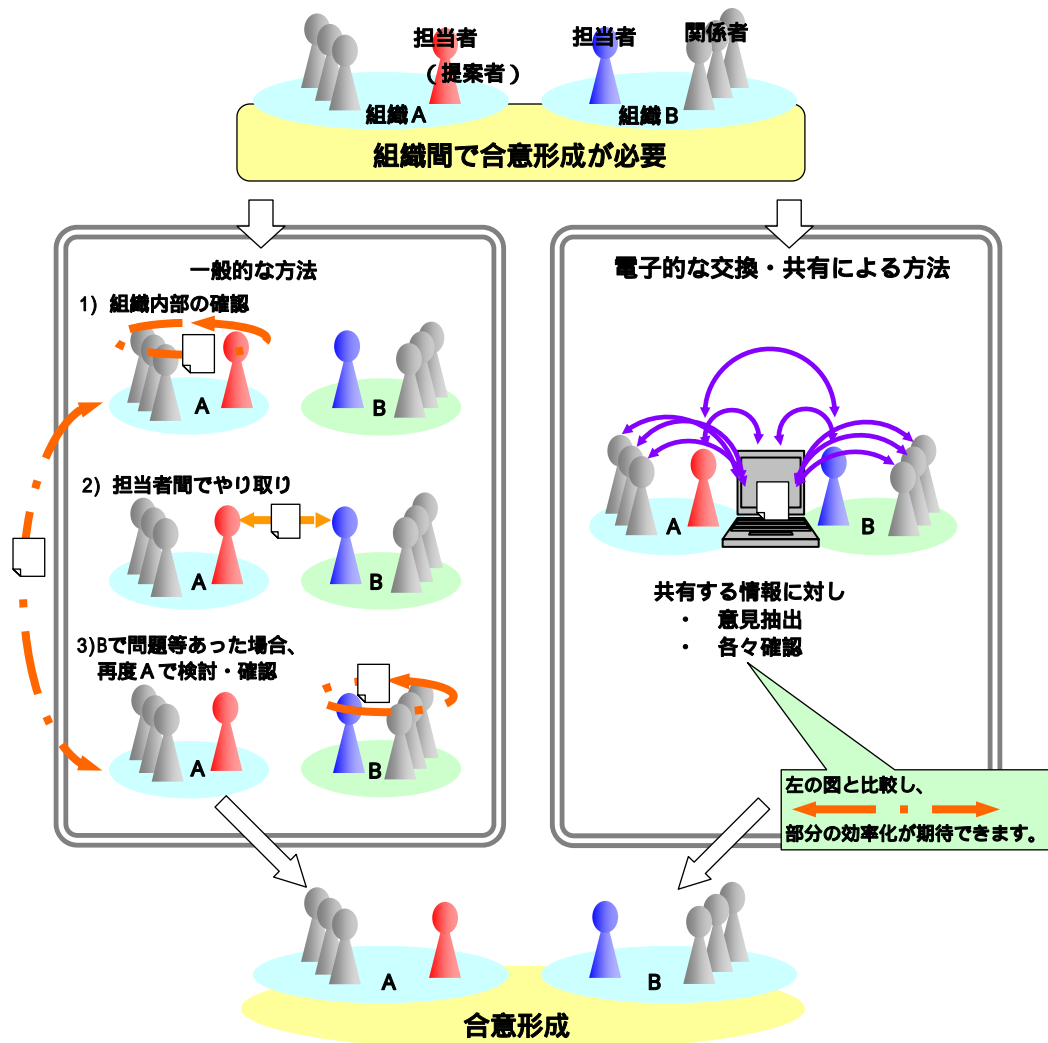 担当者
（提案者）
担当者
関係者
組織A
組織B
組織間で合意形成が必要
一般的な方法
1) 組織内部の確認
A
B
2) 担当者間でやり取り
A
B
3)Bで問題等あった場合、
再度Aで検討・確認
A
B
電子的な交換・共有による方法
A
B
共有する情報に対し
・ 意見抽出
・ 各々確認
左の図と比較し、
部分の効率化が期待できます。
A
B
合意形成